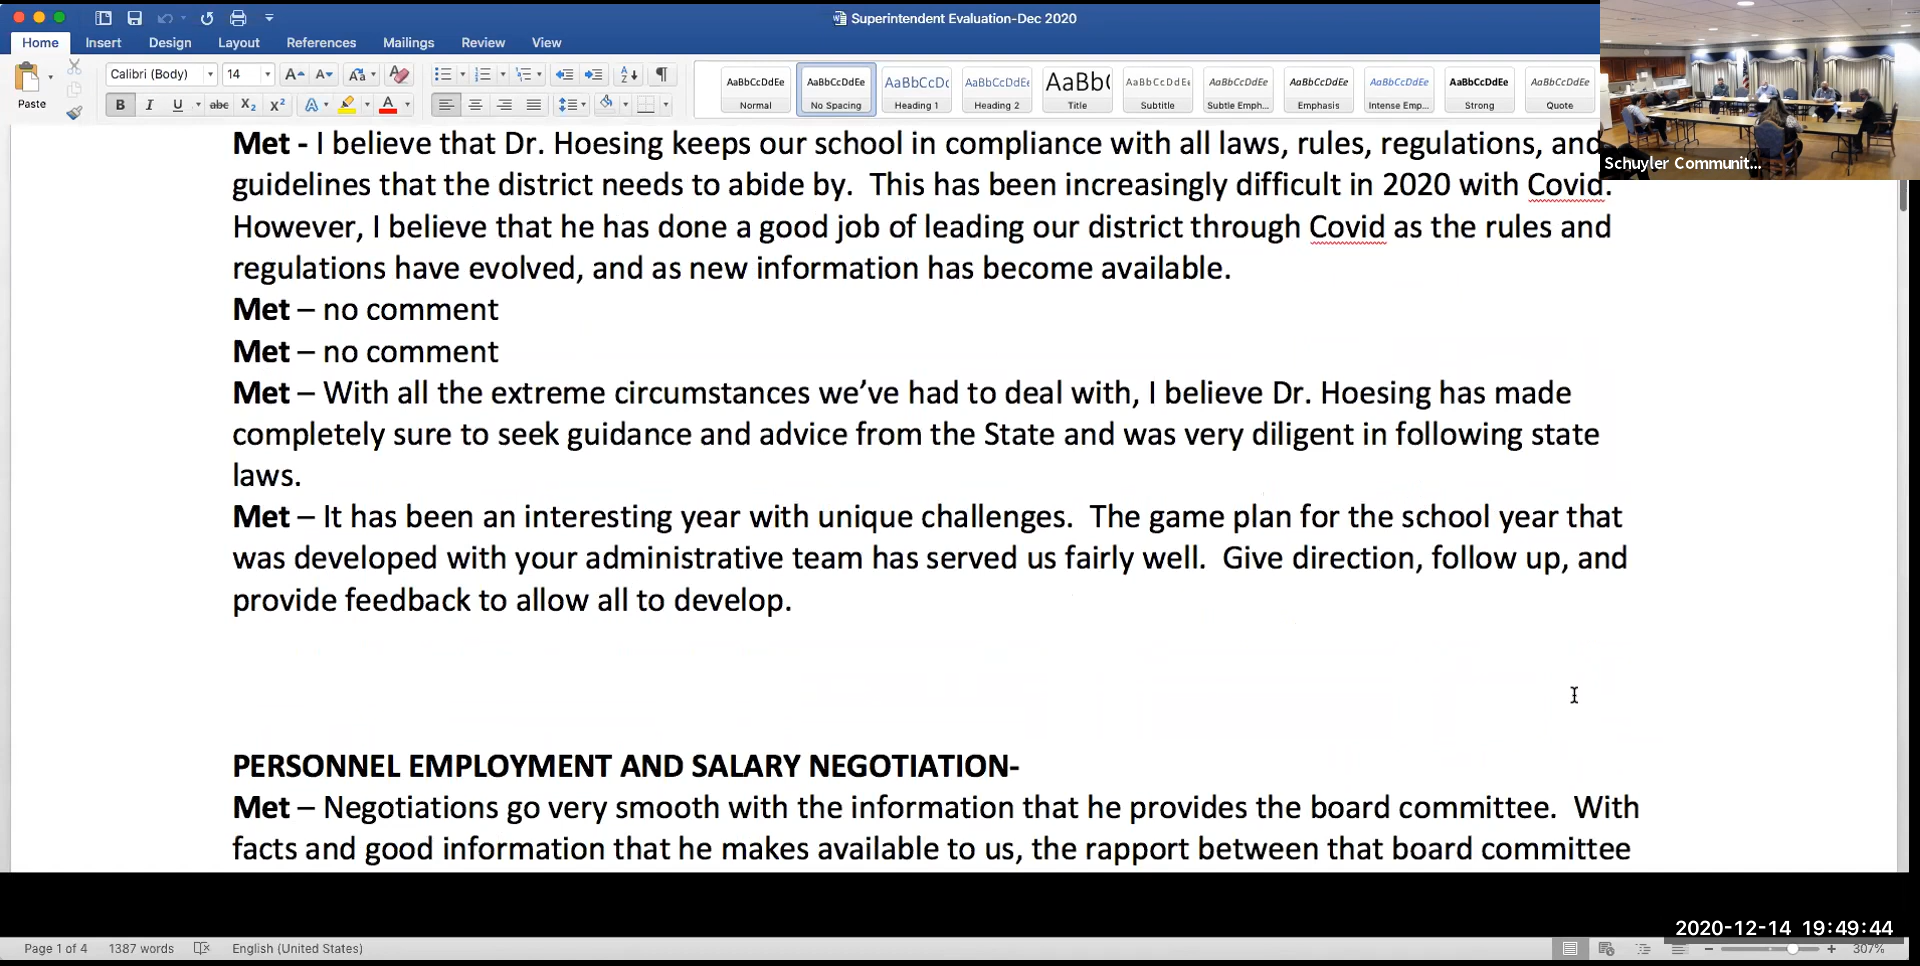 Superintendent Evaluation-Dec 2020
Home Insert Design Layout References Mailings Review View
Paste
Calibri (Body) 14
AaBbCcDdEe Normal
AaBbCcDdEe No Spacing
AaBbCcDc Heading 1
AaBbCcDdEe Heading 2
AaBb( Title
AaBbCcDdEe Subtitle
AaBbCcDdEe Subtle Emph...
AaBbCcDdEe Emphasis
AaBbCcDdEe Intense Emp...
AaBbCcDdEe Strong
AaBbCcDdEe Quote
Schuyler Communit...
Met - I believe that Dr. Hoesing keeps our school in compliance with all laws, rules, regulations, and
guidelines that the district needs to abide by.  This has been increasingly difficult in 2020 with Covid.
However, I believe that he has done a good job of leading our district through Covid as the rules and
regulations have evolved, and as new information has become available.
Met – no comment
Met – no comment
Met – With all the extreme circumstances we’ve had to deal with, I believe Dr. Hoesing has made
completely sure to seek guidance and advice from the State and was very diligent in following state
laws.
Met – It has been an interesting year with unique challenges.  The game plan for the school year that
was developed with your administrative team has served us fairly well.  Give direction, follow up, and
provide feedback to allow all to develop.
PERSONNEL EMPLOYMENT AND SALARY NEGOTIATION-
Met – Negotiations go very smooth with the information that he provides the board committee.  With
facts and good information that he makes available to us, the rapport between that board committee
2020-12-14 19:49:44
Page 1 of 4 1387 words English (United States) 307%